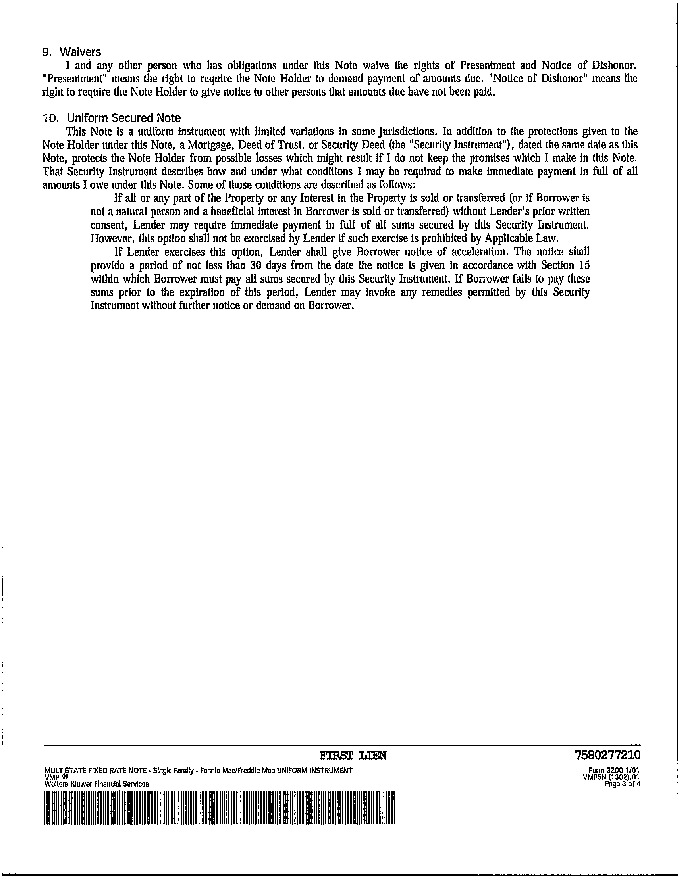 9. Waivers
I and any other person who has obligations under this Note waive the rights of Presentment and Notice of Dishonor.
"Presentment" means the right to require the Note Holder to demand payment of amounts due. "Notice of Dishonor" means the
right to require the Note Holder to give notice to other persons that amounts due have not been paid.
10. Uniform Secured Note
This Note is a uniform instrument with limited variations in some jurisdictions. In addition to the protections given to the
Note Holder under this Note, a Mortgage, Deed of Trust, or Security Deed (the "Security Instrument"), dated the same date as this
Note, protects the Note Holder from possible losses which might result if I do not keep the promises which I make in this Note.
That Security Instrument describes how and under what conditions I may be required to make immediate payment in full of all
amounts I owe under this Note. Some of those conditions are described as follows:
If all or any part of the Property or any Interest in the Property is sold or transferred (or if Borrower is
not a natural person and a beneficial interest in Borrower is sold or transferred) without Lender's prior written
consent, Lender may require immediate payment in full of all sums secured by this Security Instrument.
However, this option shall not be exercised by Lender if such exercise is prohibited by Applicable Law.
If Lender exercises this option, Lender shall give Borrower notice of acceleration. The notice shall
provide a period of not less than 30 days from the date the notice is given in accordance with Section 15
within which Borrower must pay all sums secured by this Security Instrument. If Borrower fails to pay these
sums prior to the expiration of this period, Lender may invoke any remedies permitted by this Security
Instrument without further notice or demand on Borrower.
FIRST LIEN 7580277210
MULTISTATE FIXED RATE NOTE - Single Family - Fannie Mae/Freddie Mac UNIFORM INSTRUMENT Form 3200 1/01
VMP ® VMP5N (1302).01
Wolters Kluwer Financial Services Page 3 of 4